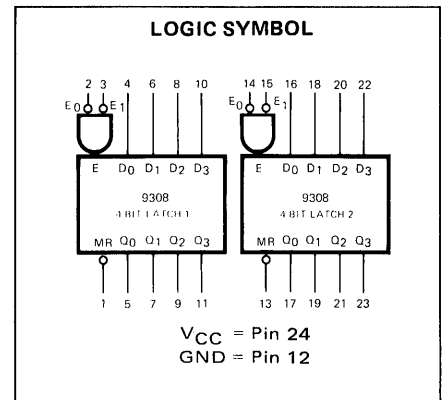 LOGIC SYMBOL
2 3 4 6 8 10 14 15 16 18 20 22
E0 E1 E0 E1
E D0 D1 D2 D3 E D0 D1 D2 D3
9308 9308
4 BIT LATCH 1 4 BIT LATCH 2
MR Q0 Q1 Q2 Q3 MR Q0 Q1 Q2 Q3
1 5 7 9 11 13 17 19 21 23
VCC = Pin 24
GND = Pin 12